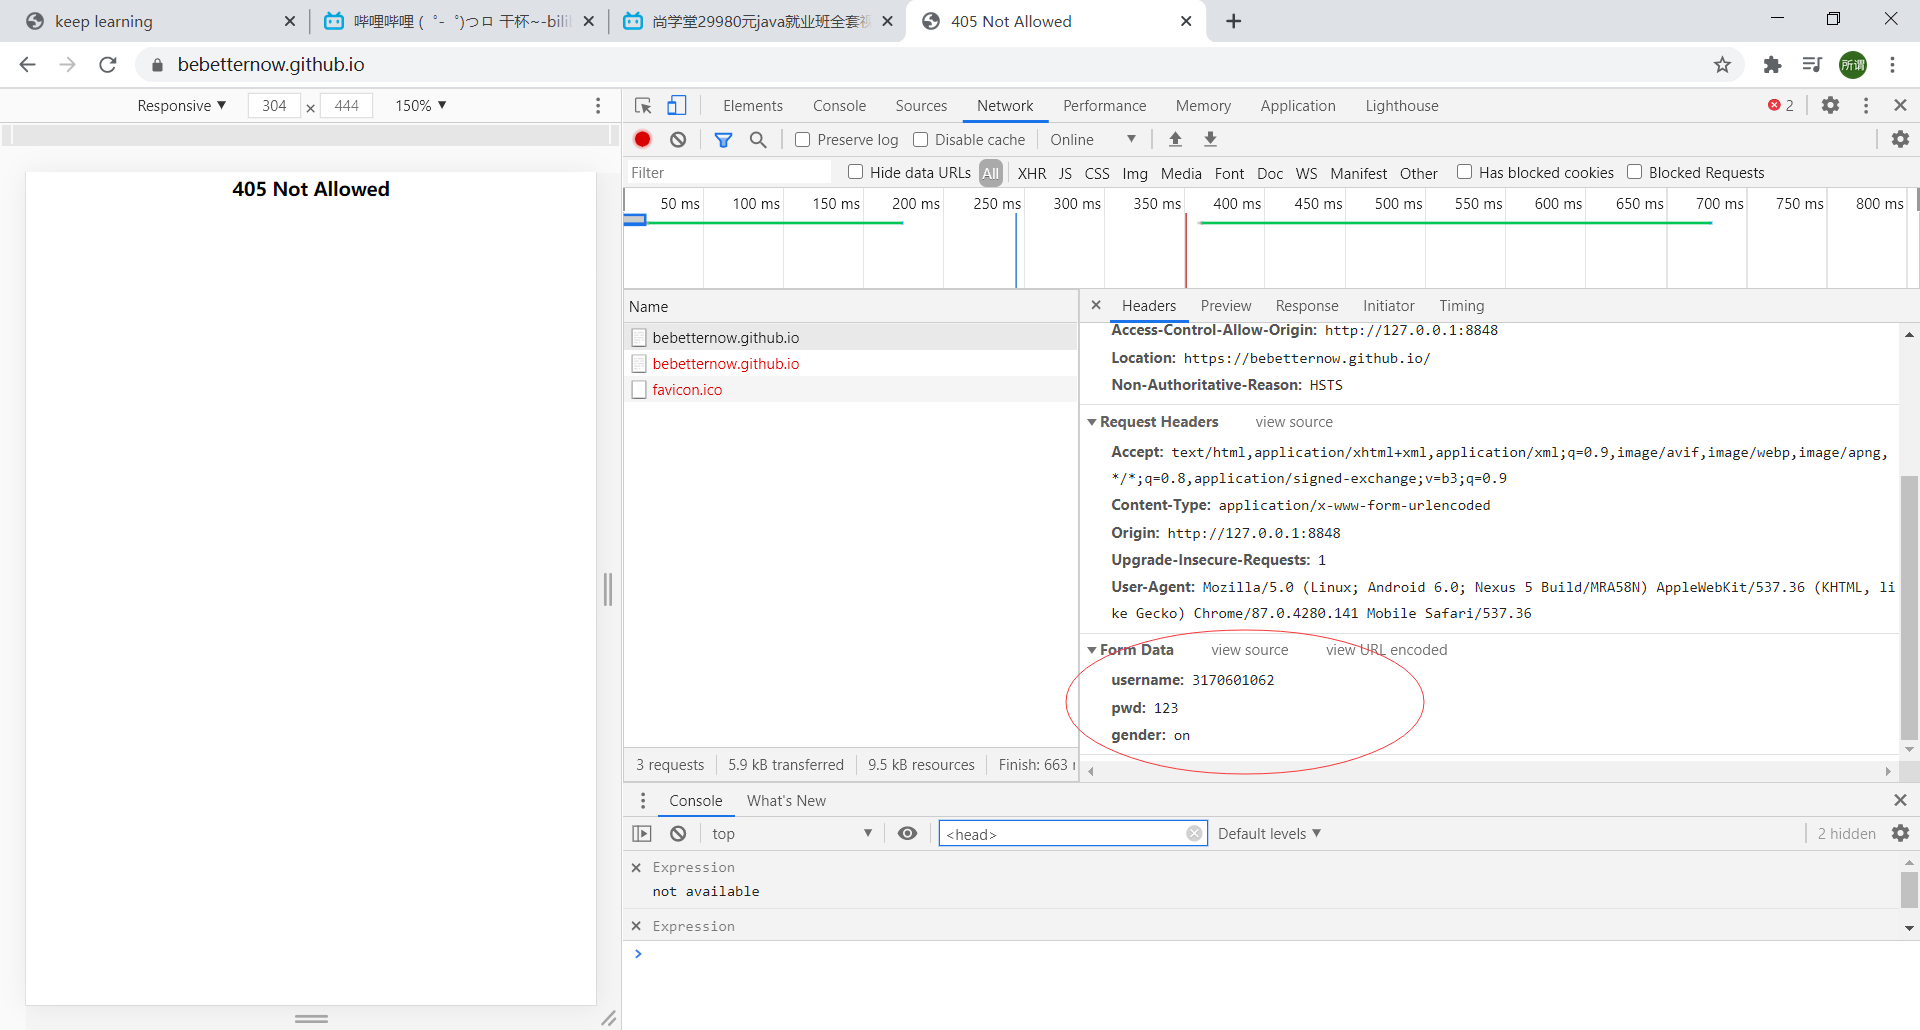 keep learning
哔哩哔哩 (゜-゜)つロ 干杯~-bili
尚学堂29980元java就业班全套视
405 Not Allowed
bebetternow.github.io
所谓
Responsive ▼ 304 × 444 150% ▼
405 Not Allowed
Elements Console Sources Network Performance Memory Application Lighthouse 2
Preserve log Disable cache Online ▼
Filter Hide data URLs All XHR JS CSS Img Media Font Doc WS Manifest Other Has blocked cookies Blocked Requests
50 ms 100 ms 150 ms 200 ms 250 ms 300 ms 350 ms 400 ms 450 ms 500 ms 550 ms 600 ms 650 ms 700 ms 750 ms 800 ms
Name
bebetternow.github.io
bebetternow.github.io
favicon.ico
3 requests 5.9 kB transferred 9.5 kB resources Finish: 663
Headers Preview Response Initiator Timing
Access-Control-Allow-Origin: http://127.0.0.1:8848
Location: https://bebetternow.github.io/
Non-Authoritative-Reason: HSTS
Request Headers view source
Accept: text/html,application/xhtml+xml,application/xml;q=0.9,image/avif,image/webp,image/apng,
*/*;q=0.8,application/signed-exchange;v=b3;q=0.9
Content-Type: application/x-www-form-urlencoded
Origin: http://127.0.0.1:8848
Upgrade-Insecure-Requests: 1
User-Agent: Mozilla/5.0 (Linux; Android 6.0; Nexus 5 Build/MRA58N) AppleWebKit/537.36 (KHTML, li
ke Gecko) Chrome/87.0.4280.141 Mobile Safari/537.36
Form Data view source view URL encoded
username: 3170601062
pwd: 123
gender: on
Console What's New
top ▼ <head> Default levels ▼ 2 hidden
Expression
not available
Expression
>